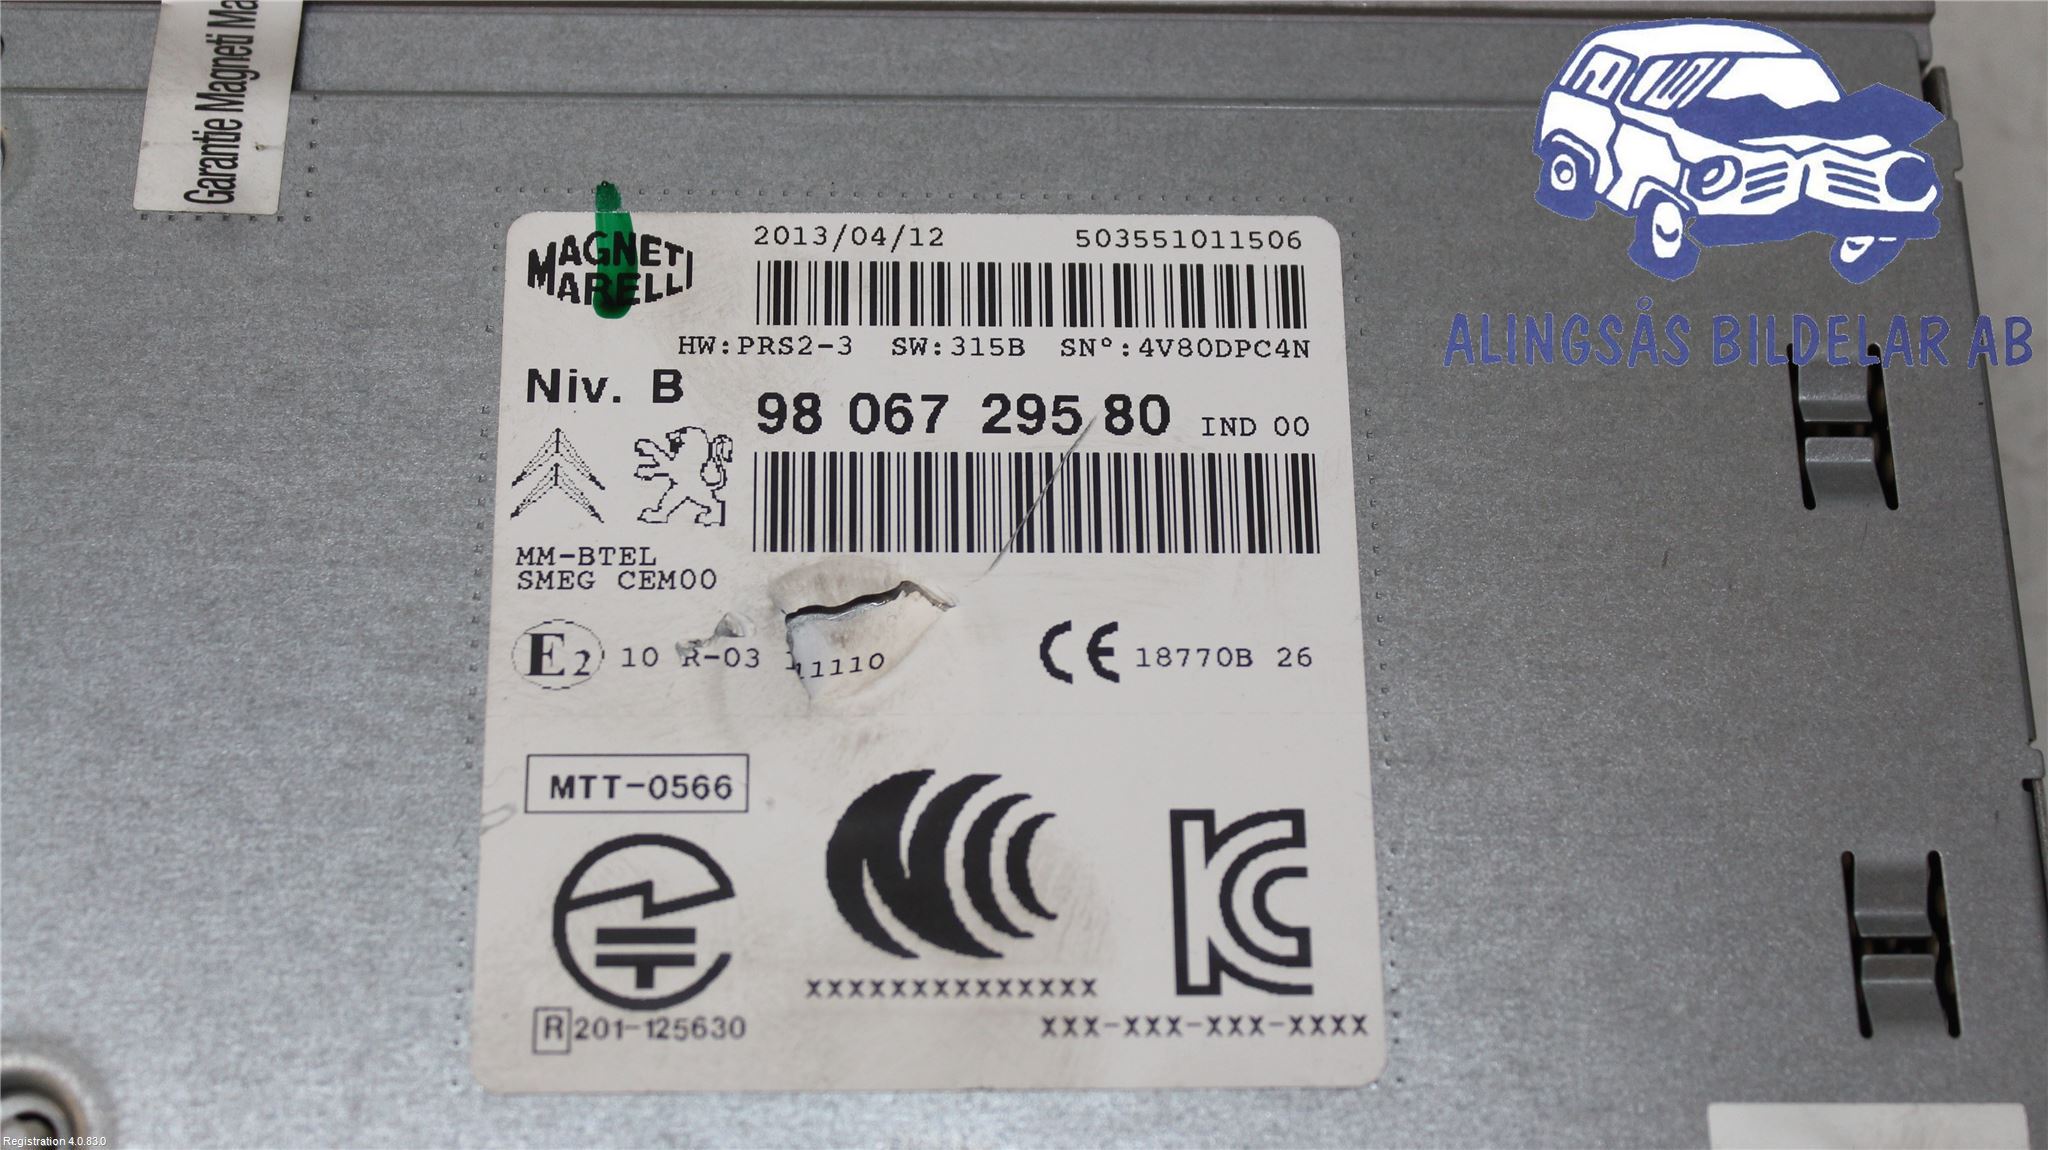 Garantie Magneti Ma
MAGNETI
MARELLI
2013/04/12 503551011506
HW:PRS2-3 SW:315B SN°:4V80DPC4N
Niv. B
98 067 295 80 IND 00
MM-BTEL
SMEG CEM00
E2 10 R-03 11110
CE 18770B 26
MTT-0566
R 201-125630
XXXXXXXXXXXXXX
XXX-XXX-XXX-XXXX
ALINGSÅS BILDELAR AB
Registration 4.0.83.0